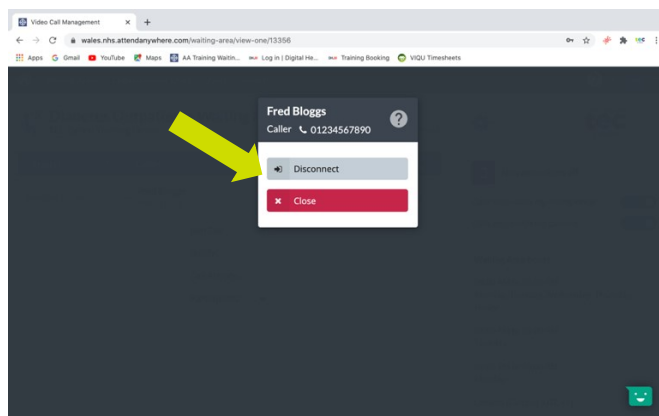 Video Call Management
wales.nhs.attendanywhere.com/waiting-area/view-one/13356
Apps Gmail YouTube Maps AA Training Waitin... Log in | Digital He... Training Booking VIQU Timesheets
Fred Bloggs
Caller 01234567890
?
Disconnect
Close